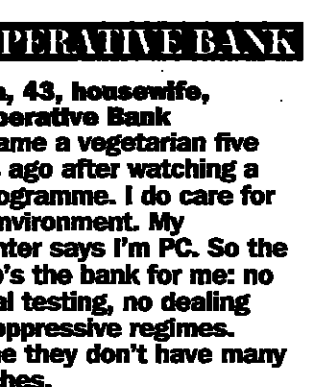 PERATIVE BANK
, 43, housewife,
perative Bank
ame a vegetarian five
ago after watching a
ogramme. I do care for
nvironment. My
hter says I'm PC. So the
's the bank for me: no
al testing, no dealing
oppressive regimes.
e they don't have many
hes.